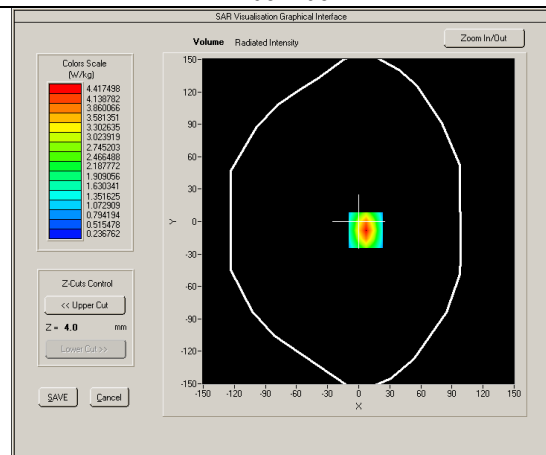 SAR Visualisation Graphical Interface
Volume Radiated Intensity
Zoom In/Out
Colors Scale
(W/kg)
4.417498
4.138782
3.860066
3.581351
3.302635
3.023919
2.745203
2.466488
2.187772
1.909056
1.630341
1.351625
1.072909
0.794194
0.515478
0.236762
Z-Cuts Control
<< Upper Cut
Z = 4.0 mm
Lower Cut >>
SAVE Cancel
150
120
90
60
30
0
-30
-60
-90
-120
-150
Y
-150 -120 -90 -60 -30 0 30 60 90 120 150
X